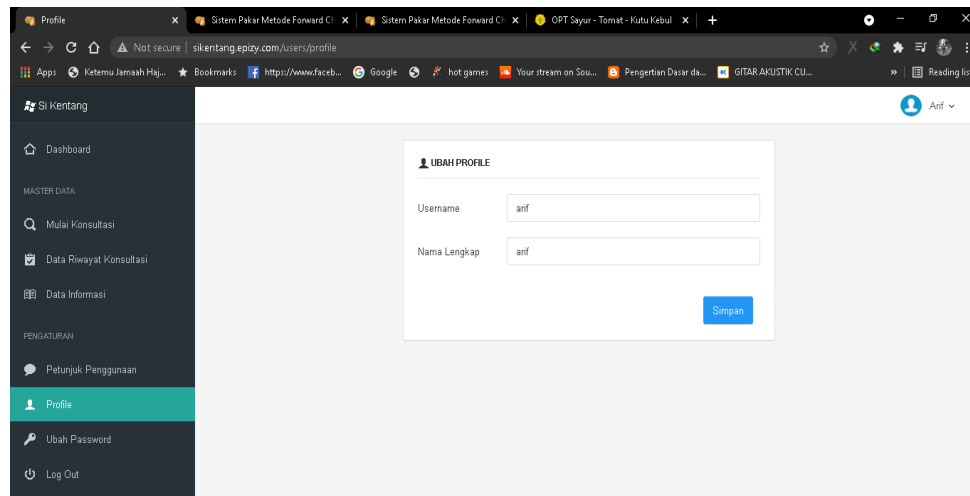 Profile
Sistem Pakar Metode Forward Ch
Sistem Pakar Metode Forward Ch
OPT Sayur - Tomat - Kutu Kebul
Not secure | sikentang.epizy.com/users/profile
Apps Ketemu Jamaah Haj... Bookmarks https://www.faceb... Google hot games Your stream on Sou... Pengertian Dasar da... GITAR AKUSTIK CU... » Reading lis
Si Kentang
Arif
Dashboard
MASTER DATA
Mulai Konsultasi
Data Riwayat Konsultasi
Data Informasi
PENGATURAN
Petunjuk Penggunaan
Profile
Ubah Password
Log Out
UBAH PROFILE
Username arif
Nama Lengkap arif
Simpan